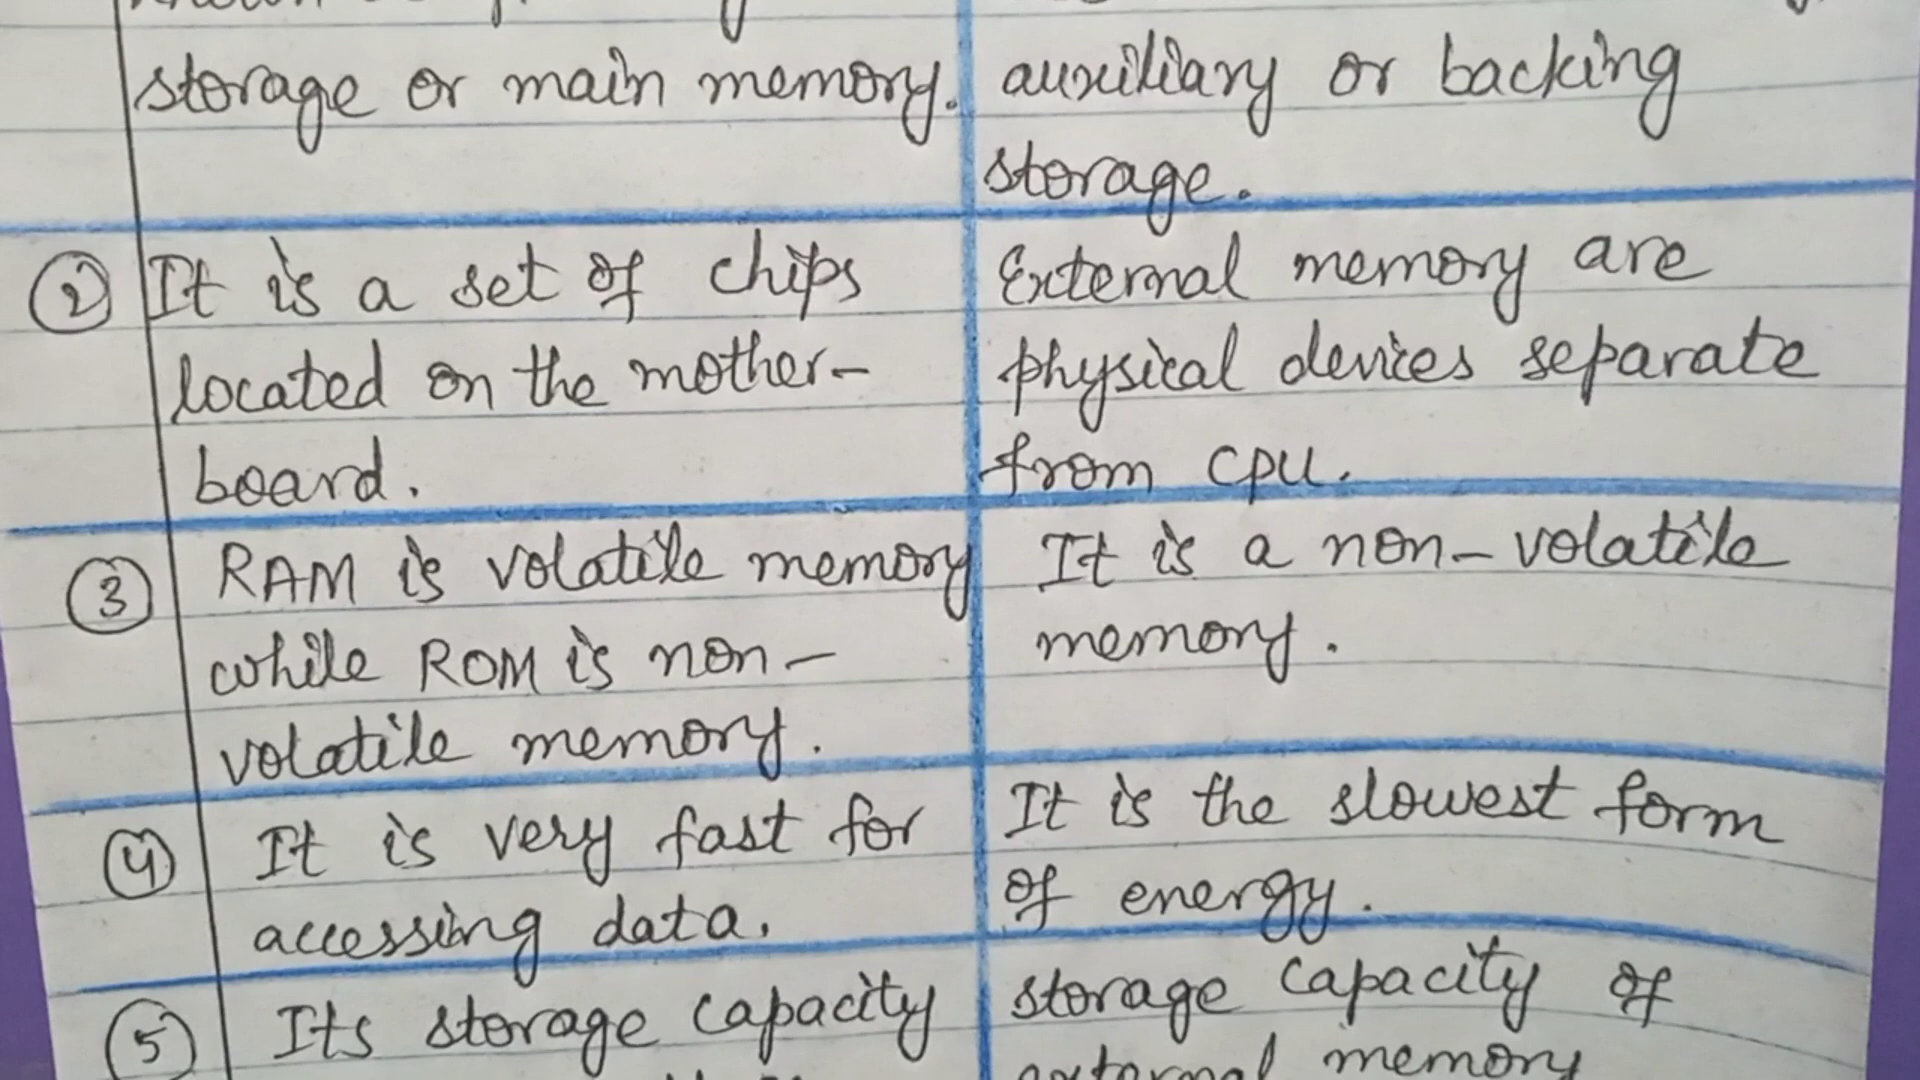 storage or main memory.
auxiliary or backing
storage.
2 It is a set of chips
located on the mother-
board.
External memory are
physical devices separate
from CPU.
3 RAM is volatile memory
while ROM is non-
volatile memory.
It is a non-volatile
memory.
4 It is very fast for
accessing data.
It is the slowest form
of energy.
5 Its storage capacity
storage capacity of
external memory